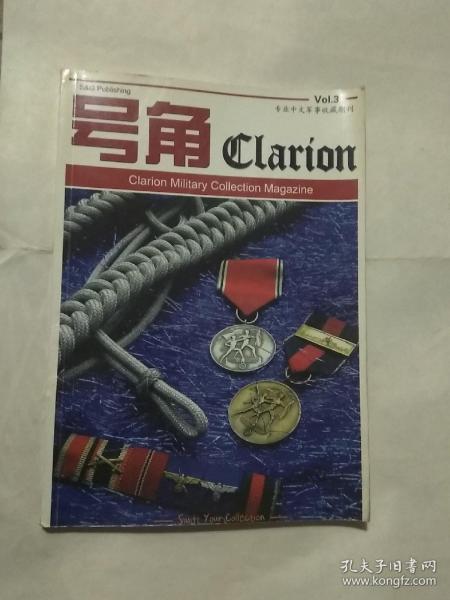 S&G Publishing
Vol.3
专业中文军事收藏期刊
号角 Clarion
Clarion Military Collection Magazine
Your Collection
孔夫子旧书网
www.kongfz.com